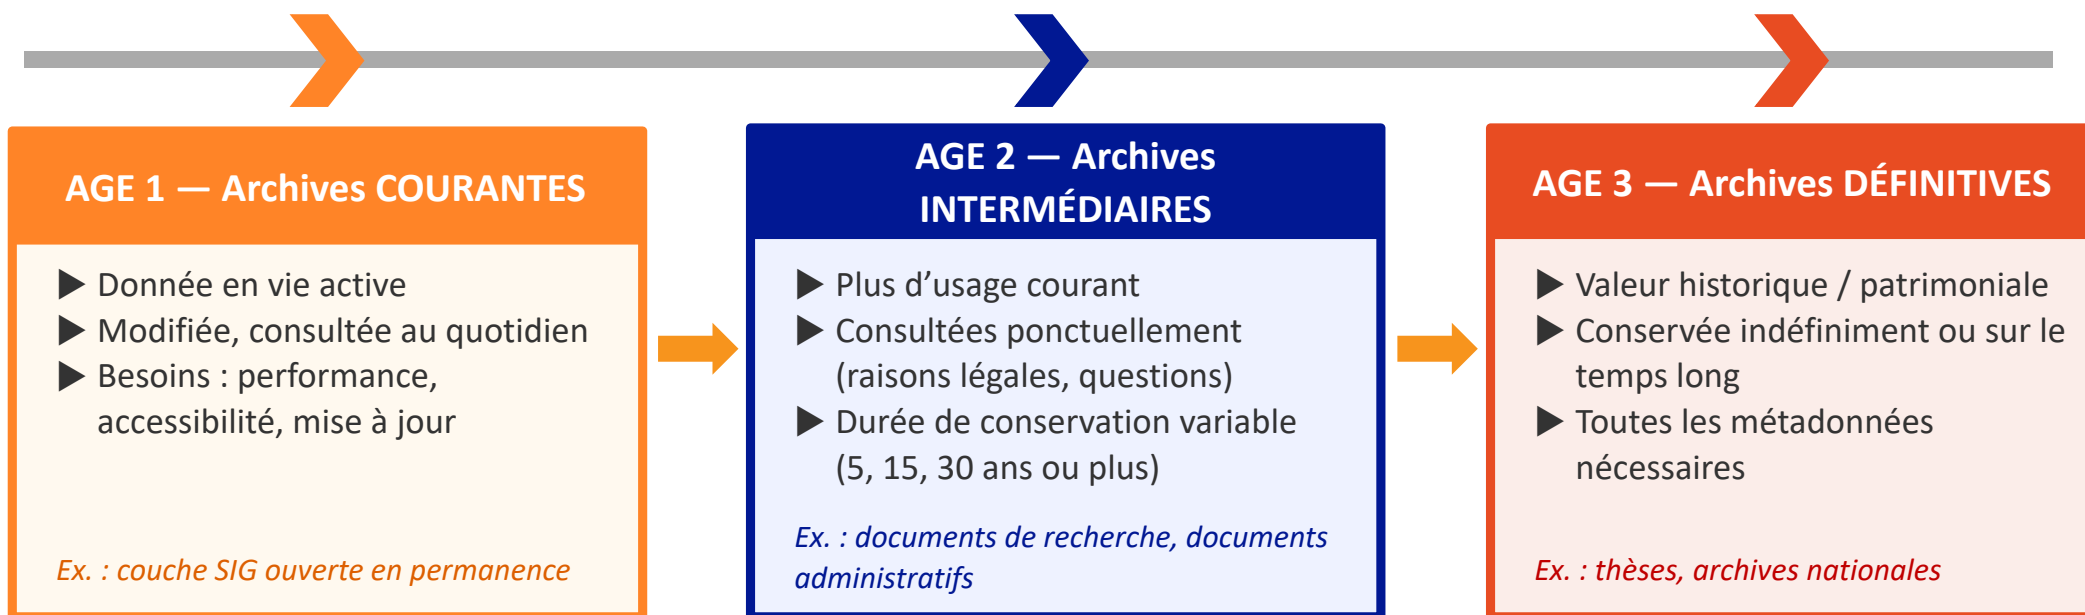 AGE 1 — Archives COURANTES
▶ Donnée en vie active
▶ Modifiée, consultée au quotidien
▶ Besoins : performance,
accessibilité, mise à jour
Ex. : couche SIG ouverte en permanence
AGE 2 — Archives
INTERMÉDIAIRES
▶ Plus d’usage courant
▶ Consultées ponctuellement
(raisons légales, questions)
▶ Durée de conservation variable
(5, 15, 30 ans ou plus)
Ex. : documents de recherche, documents
administratifs
AGE 3 — Archives DÉFINITIVES
▶ Valeur historique / patrimoniale
▶ Conservée indéfiniment ou sur le
temps long
▶ Toutes les métadonnées
nécessaires
Ex. : thèses, archives nationales